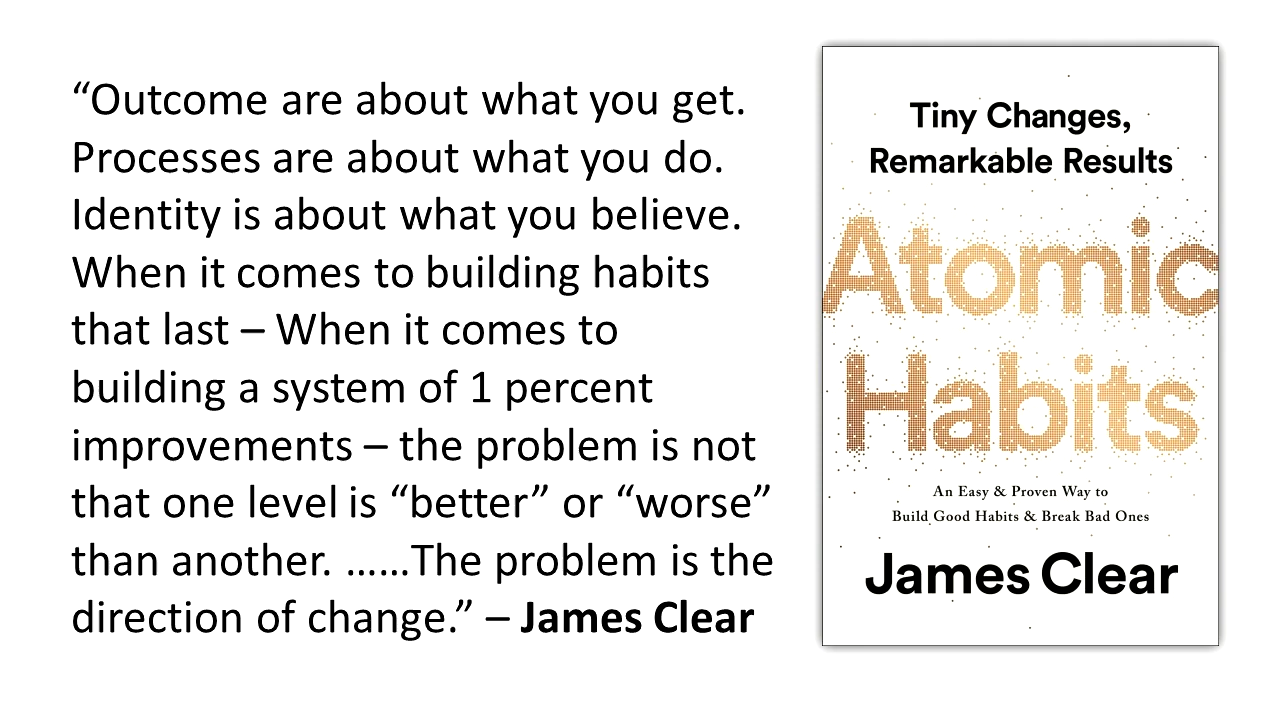 “Outcome are about what you get.
Processes are about what you do.
Identity is about what you believe.
When it comes to building habits
that last – When it comes to
building a system of 1 percent
improvements – the problem is not
that one level is “better” or “worse”
than another. ......The problem is the
direction of change.” – James Clear
Tiny Changes,
Remarkable Results
Atomic
Habits
An Easy & Proven Way to
Build Good Habits & Break Bad Ones
James Clear